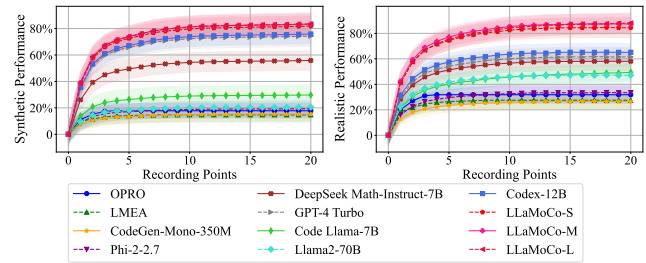 Synthetic Performance
80%
60%
40%
20%
0
0 5 10 15 20
Recording Points
Realistic Performance
80%
60%
40%
20%
0
0 5 10 15 20
Recording Points
OPRO
LMEA
CodeGen-Mono-350M
Phi-2-2.7
DeepSeek Math-Instruct-7B
GPT-4 Turbo
Code Llama-7B
Llama2-70B
Codex-12B
LLaMoCo-S
LLaMoCo-M
LLaMoCo-L